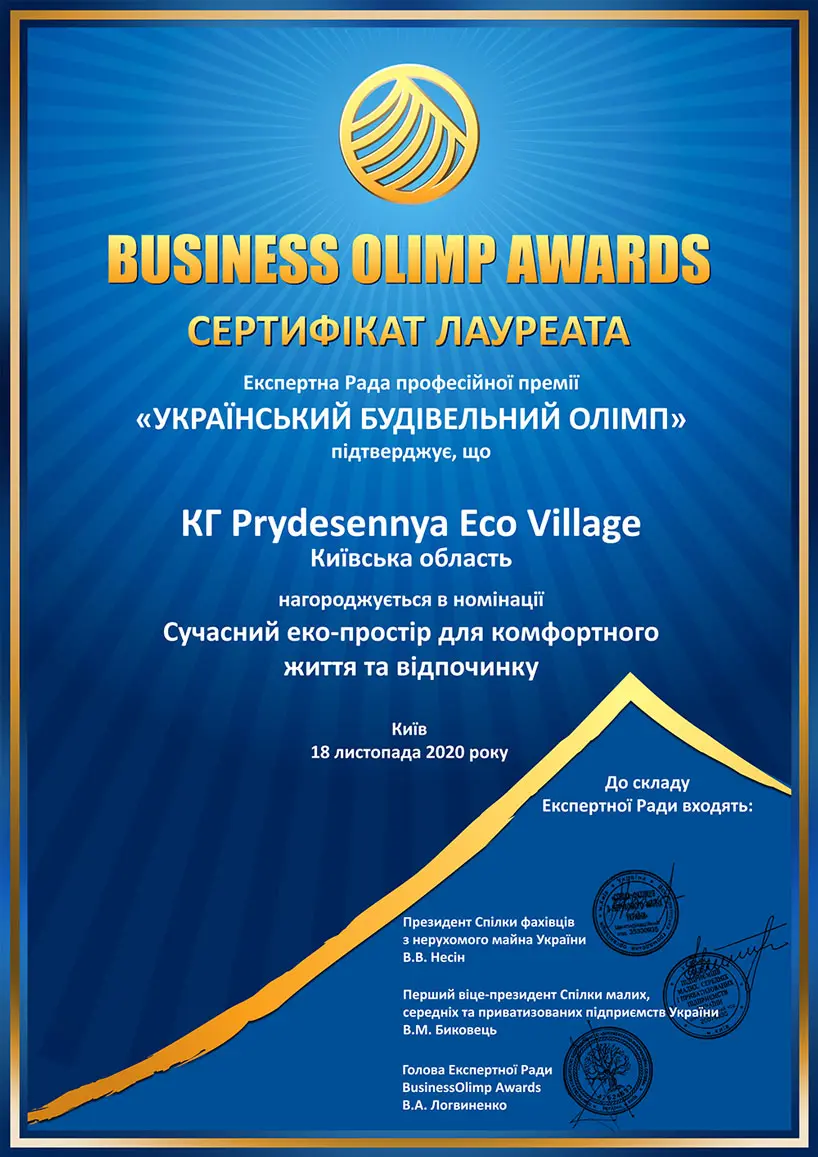 BUSINESS OLIMP AWARDS
СЕРТИФІКАТ ЛАУРЕАТА
Експертна Рада професійної премії
«УКРАЇНСЬКИЙ БУДІВЕЛЬНИЙ ОЛІМП»
підтверджує, що
КГ Prydesennya Eco Village
Київська область
нагороджується в номінації
Сучасний еко-простір для комфортного
життя та відпочинку
Київ
18 листопада 2020 року
До складу
Експертної Ради входять:
Президент Спілки фахівців
з нерухомого майна України
В.В. Несін
Перший віце-президент Спілки малих,
середніх та приватизованих підприємств України
В.М. Биковець
Голова Експертної Ради
BusinessOlimp Awards
В.А. Логвиненко